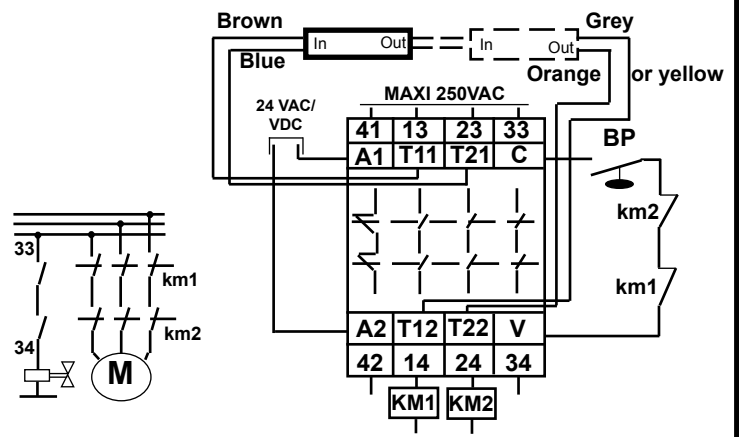 Brown
Grey
In Out
In Out
Blue
Orange or yellow
24 VAC/
VDC
MAXI 250VAC
41 13 23 33
A1 T11 T21 C
BP
km2
km1
33
km1
km2
34
M
A2 T12 T22 V
42 14 24 34
KM1 KM2